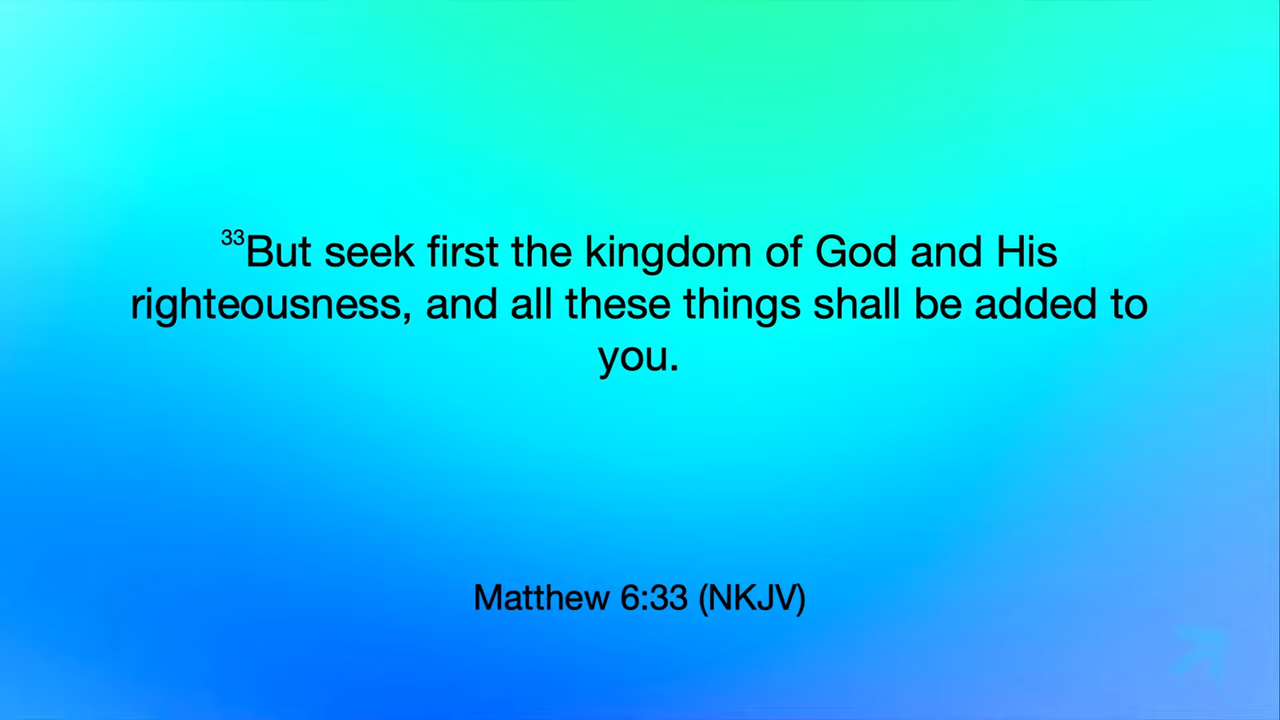 33But seek first the kingdom of God and His
righteousness, and all these things shall be added to
you.
Matthew 6:33 (NKJV)